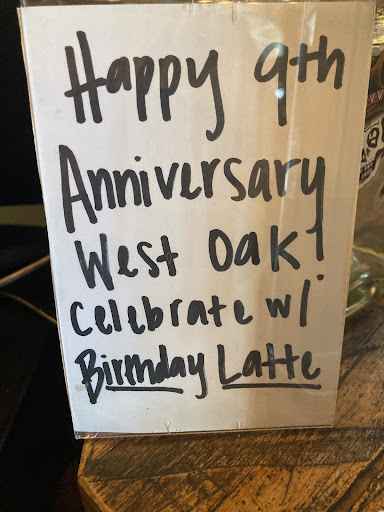 Happy 9th
Anniversary
West Oak!
Celebrate w/
Birthday Latte